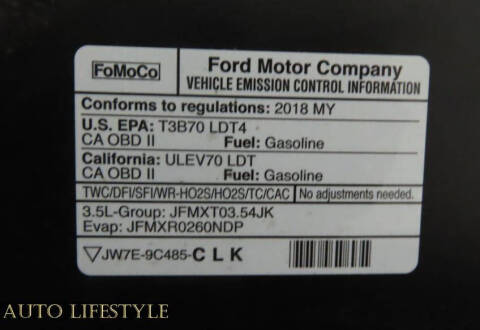 FoMoCo
Ford Motor Company
VEHICLE EMISSION CONTROL INFORMATION
Conforms to regulations: 2018 MY
U.S. EPA: T3B70 LDT4
CA OBD II Fuel: Gasoline
California: ULEV70 LDT
CA OBD II Fuel: Gasoline
TWC/DFI/SFI/WR-HO2S/HO2S/TC/CAC No adjustments needed.
3.5L-Group: JFMXT03.54JK
Evap: JFMXR0260NDP
JW7E-9C485-CLK
AUTO LIFESTYLE